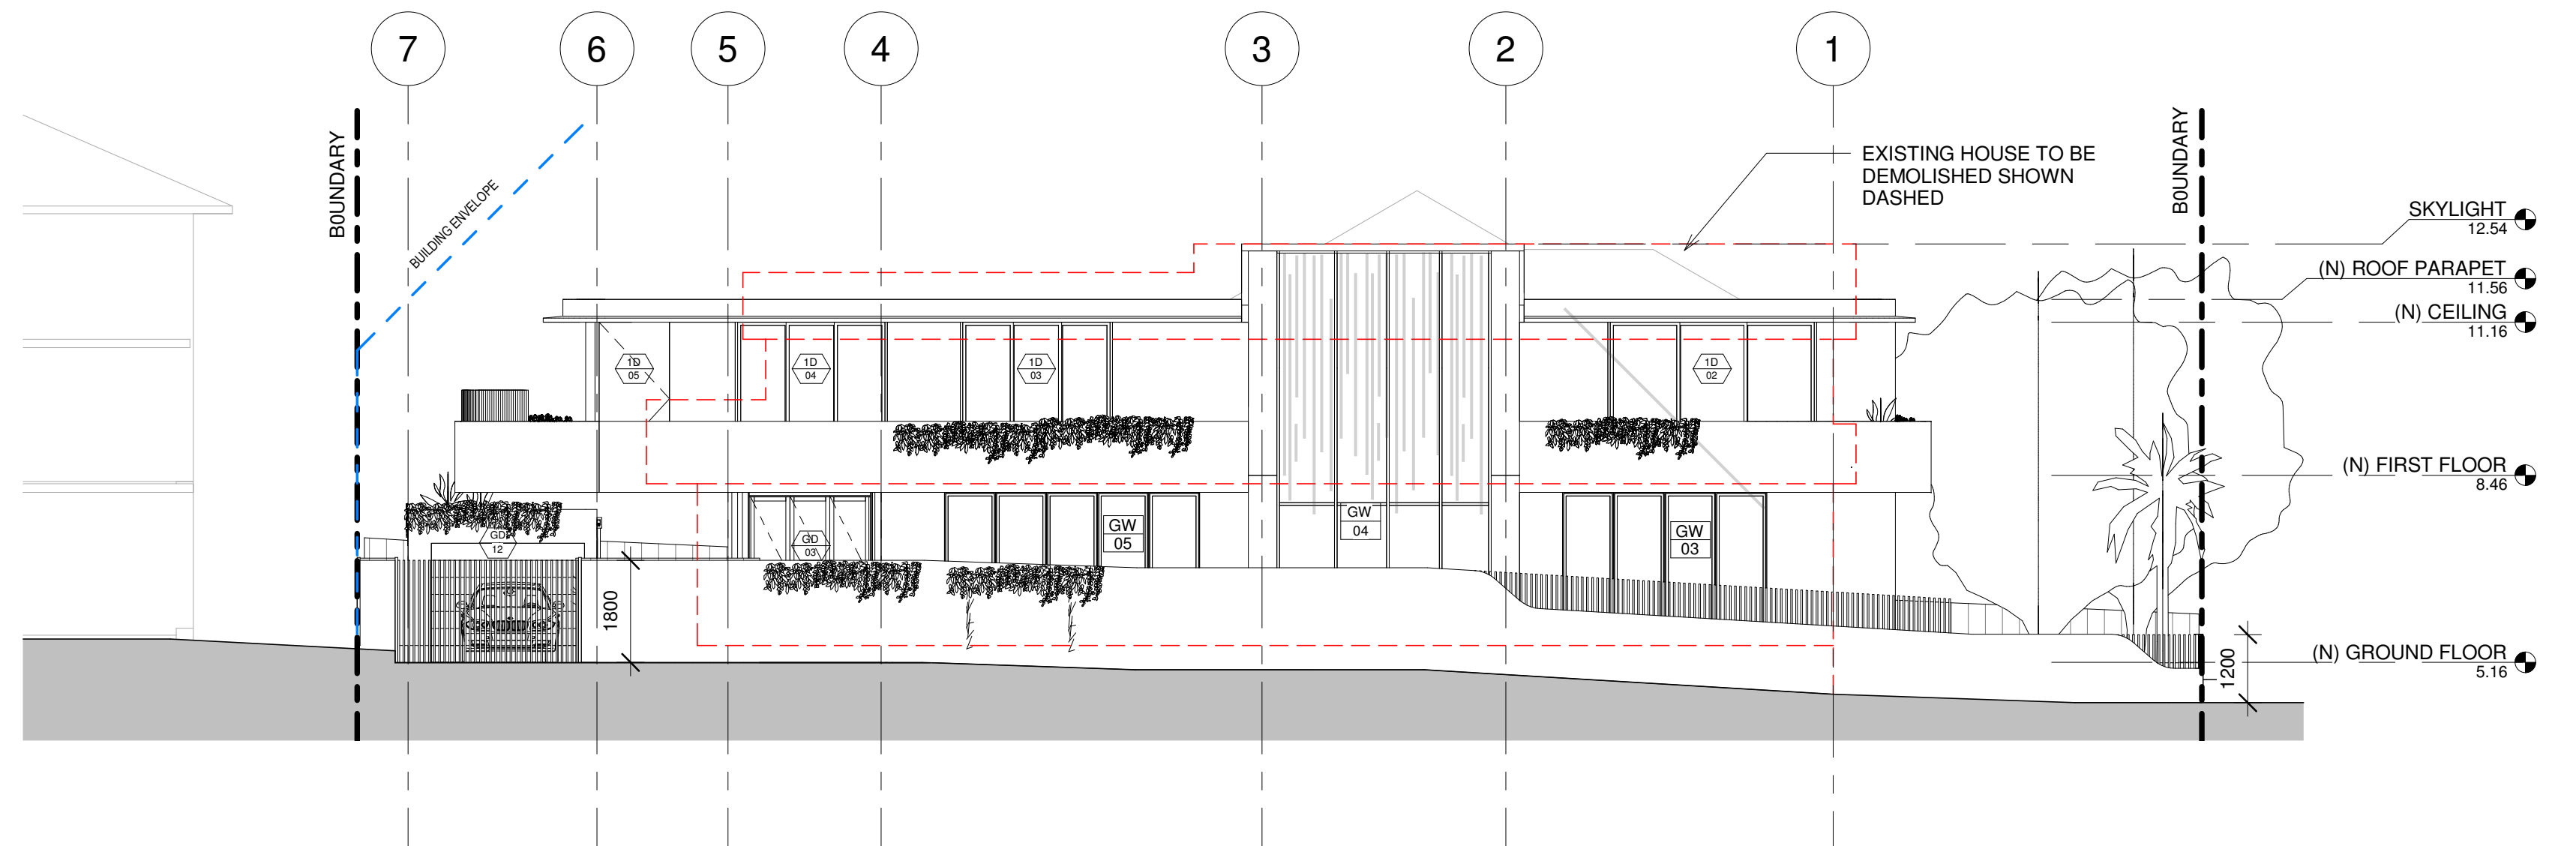 7
6
5
4
3
2
1
B0UNDARY
BUILDING ENVELOPE
EXISTING HOUSE TO BE
DEMOLISHED SHOWN
DASHED
B0UNDARY
SKYLIGHT
12.54
(N) ROOF PARAPET
11.56
(N) CEILING
11.16
1D
05
1D
04
1D
03
1D
02
(N) FIRST FLOOR
8.46
GD
12
GD
03
GW
05
GW
04
GW
03
1800
1200
(N) GROUND FLOOR
5.16